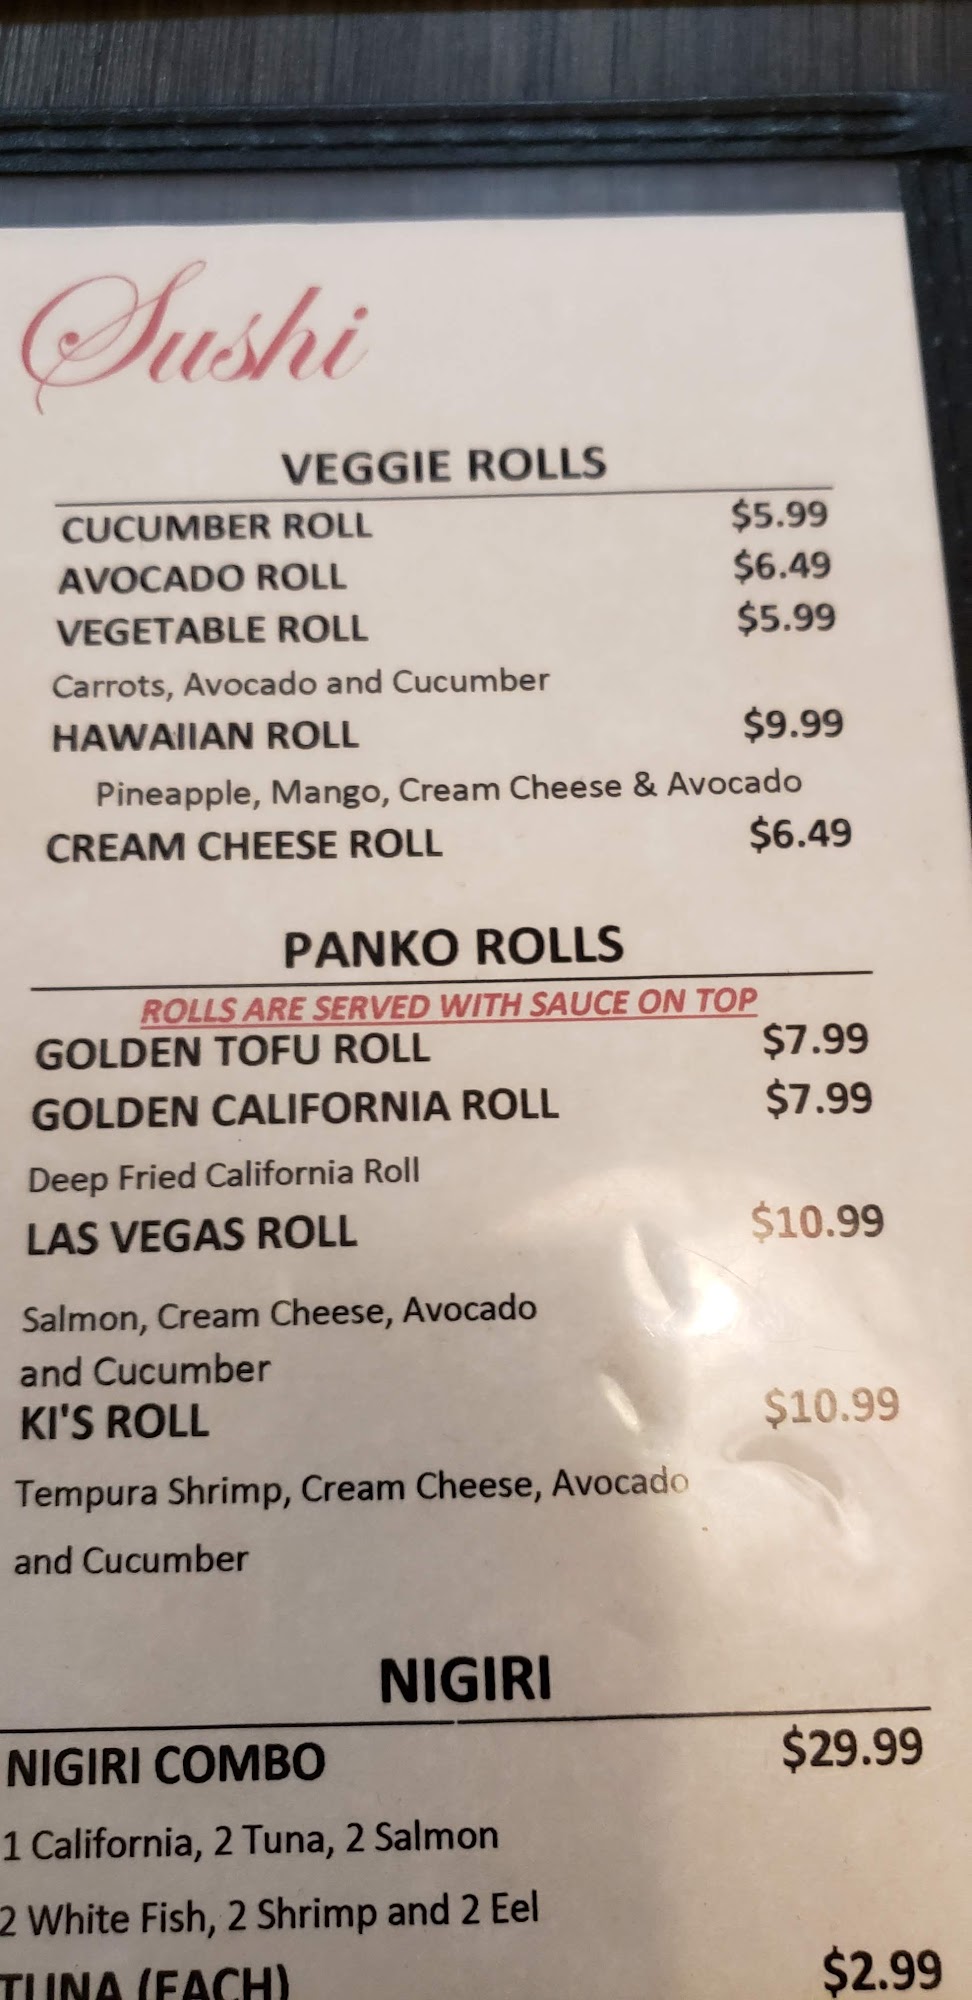 Sushi
VEGGIE ROLLS
CUCUMBER ROLL $5.99
AVOCADO ROLL $6.49
VEGETABLE ROLL $5.99
Carrots, Avocado and Cucumber
HAWAIIAN ROLL $9.99
Pineapple, Mango, Cream Cheese & Avocado
CREAM CHEESE ROLL $6.49
PANKO ROLLS
ROLLS ARE SERVED WITH SAUCE ON TOP
GOLDEN TOFU ROLL $7.99
GOLDEN CALIFORNIA ROLL $7.99
Deep Fried California Roll
LAS VEGAS ROLL $10.99
Salmon, Cream Cheese, Avocado
and Cucumber
KI'S ROLL $10.99
Tempura Shrimp, Cream Cheese, Avocado
and Cucumber
NIGIRI
NIGIRI COMBO $29.99
1 California, 2 Tuna, 2 Salmon
2 White Fish, 2 Shrimp and 2 Eel
TUNA (EACH) $2.99